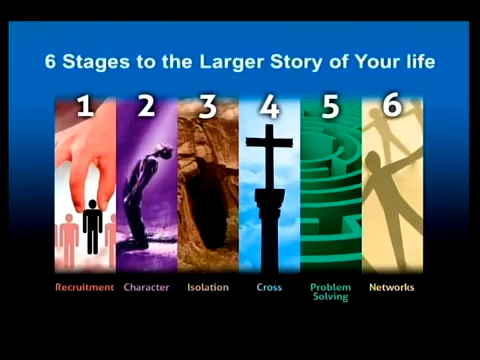 6 Stages to the Larger Story of Your life
1 2 3 4 5 6
Recruitment Character Isolation Cross Problem Networks
Solving